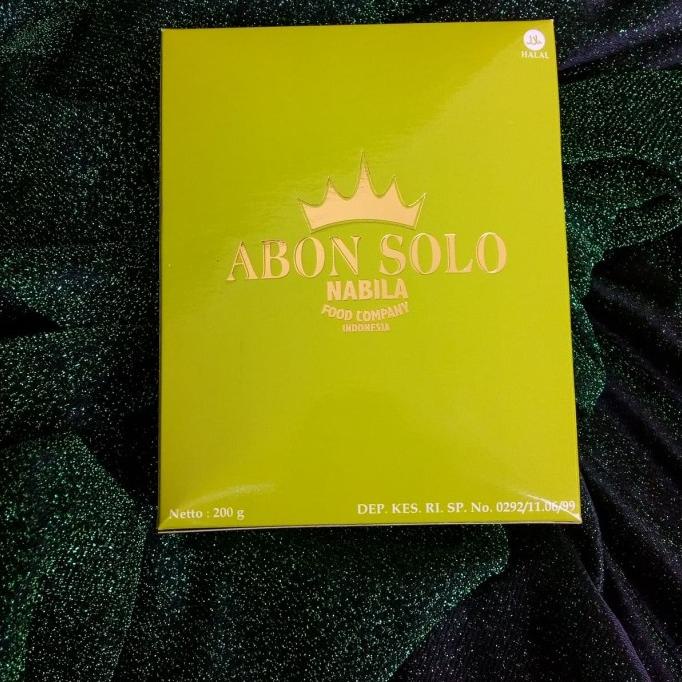 HALAL
ABON SOLO
NABILA
FOOD COMPANY
INDONESIA
Netto : 200 g
DEP. KES. RI. SP. No. 0292/11.06/99